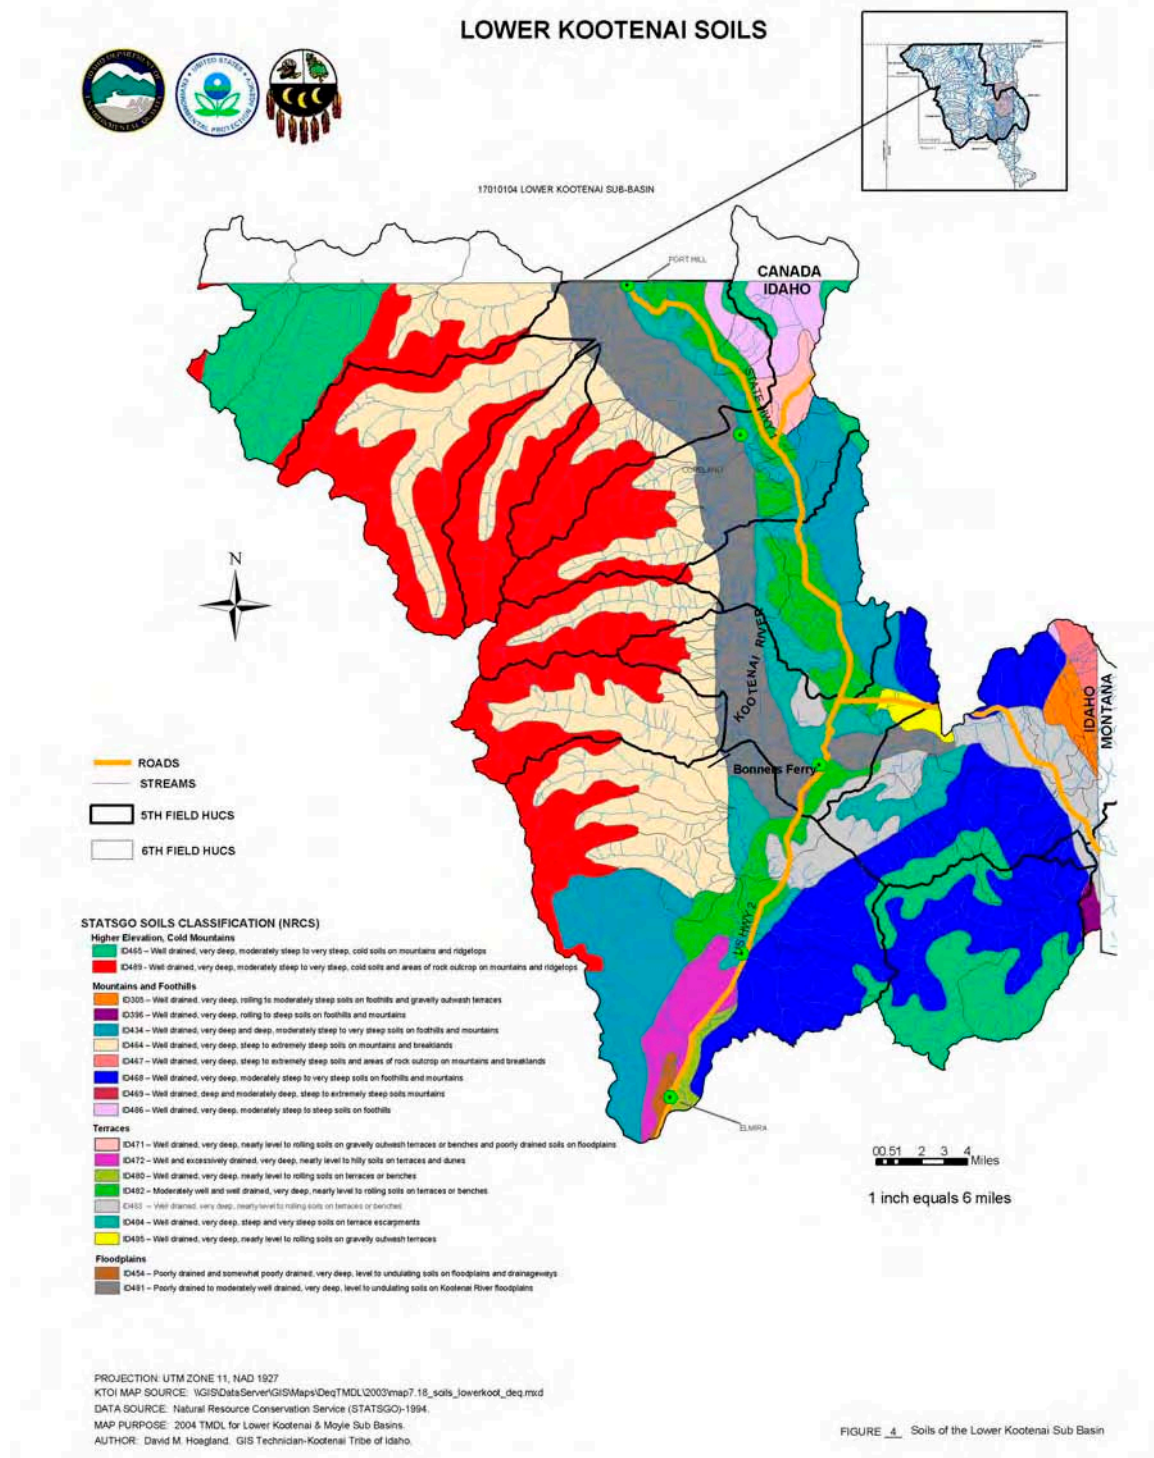 LOWER KOOTENAI SOILS
17010104 LOWER KOOTENAI SUB-BASIN
PORT HILL
CANADA
IDAHO
STATE HWY 1
COPELAND
N
KOOTENAI RIVER
IDAHO
MONTANA
Bonners Ferry
US HWY 2
ELMIRA
ROADS
STREAMS
5TH FIELD HUCS
6TH FIELD HUCS
STATSGO SOILS CLASSIFICATION (NRCS)
Higher Elevation, Cold Mountains
ID465 – Well drained, very deep, moderately steep to very steep, cold soils on mountains and ridgetops
ID489 - Well drained, very deep, moderately steep to very steep, cold soils and areas of rock outcrop on mountains and ridgetops
Mountains and Foothills
ID305 – Well drained, very deep, rolling to moderately steep soils on foothills and gravelly outwash terraces
ID396 – Well drained, very deep, rolling to steep soils on foothills and mountains
ID434 – Well drained, very deep and deep, moderately steep to very steep soils on foothills and mountains
ID464 – Well drained, very deep, steep to extremely steep soils on mountains and breaklands
ID467 – Well drained, very deep, steep to extremely steep soils and areas of rock outcrop on mountains and breaklands
ID468 – Well drained, very deep, moderately steep to very steep soils on foothills and mountains
ID469 – Well drained, deep and moderately deep, steep to extremely steep soils mountains
ID486 – Well drained, very deep, moderately steep to steep soils on foothills
Terraces
ID471 – Well drained, very deep, nearly level to rolling soils on gravelly outwash terraces or benches and poorly drained soils on floodplains
ID472 – Well and excessively drained, very deep, nearly level to hilly soils on terraces and dunes
ID480 – Well drained, very deep, nearly level to rolling soils on terraces or benches
ID482 – Moderately well and well drained, very deep, nearly level to rolling soils on terraces or benches
ID483 – Well drained, very deep, nearly level to rolling soils on terraces or benches
ID484 – Well drained, very deep, steep and very steep soils on terrace escarpments
ID485 – Well drained, very deep, nearly level to rolling soils on gravelly outwash terraces
Floodplains
ID454 – Poorly drained and somewhat poorly drained, very deep, level to undulating soils on floodplains and drainageways
ID481 – Poorly drained to moderately well drained, very deep, level to undulating soils on Kootenai River floodplains
00.51 2 3 4
Miles
1 inch equals 6 miles
PROJECTION: UTM ZONE 11, NAD 1927
KTOI MAP SOURCE: \\GIS\DataServer\GIS\Maps\DeqTMDL\2003\map7.18_soils_lowerkoot_deq.mxd
DATA SOURCE: Natural Resource Conservation Service (STATSGO)-1994.
MAP PURPOSE: 2004 TMDL for Lower Kootenai & Moyie Sub Basins.
AUTHOR: David M. Hoagland. GIS Technician-Kootenai Tribe of Idaho.
FIGURE 4 Soils of the Lower Kootenai Sub Basin